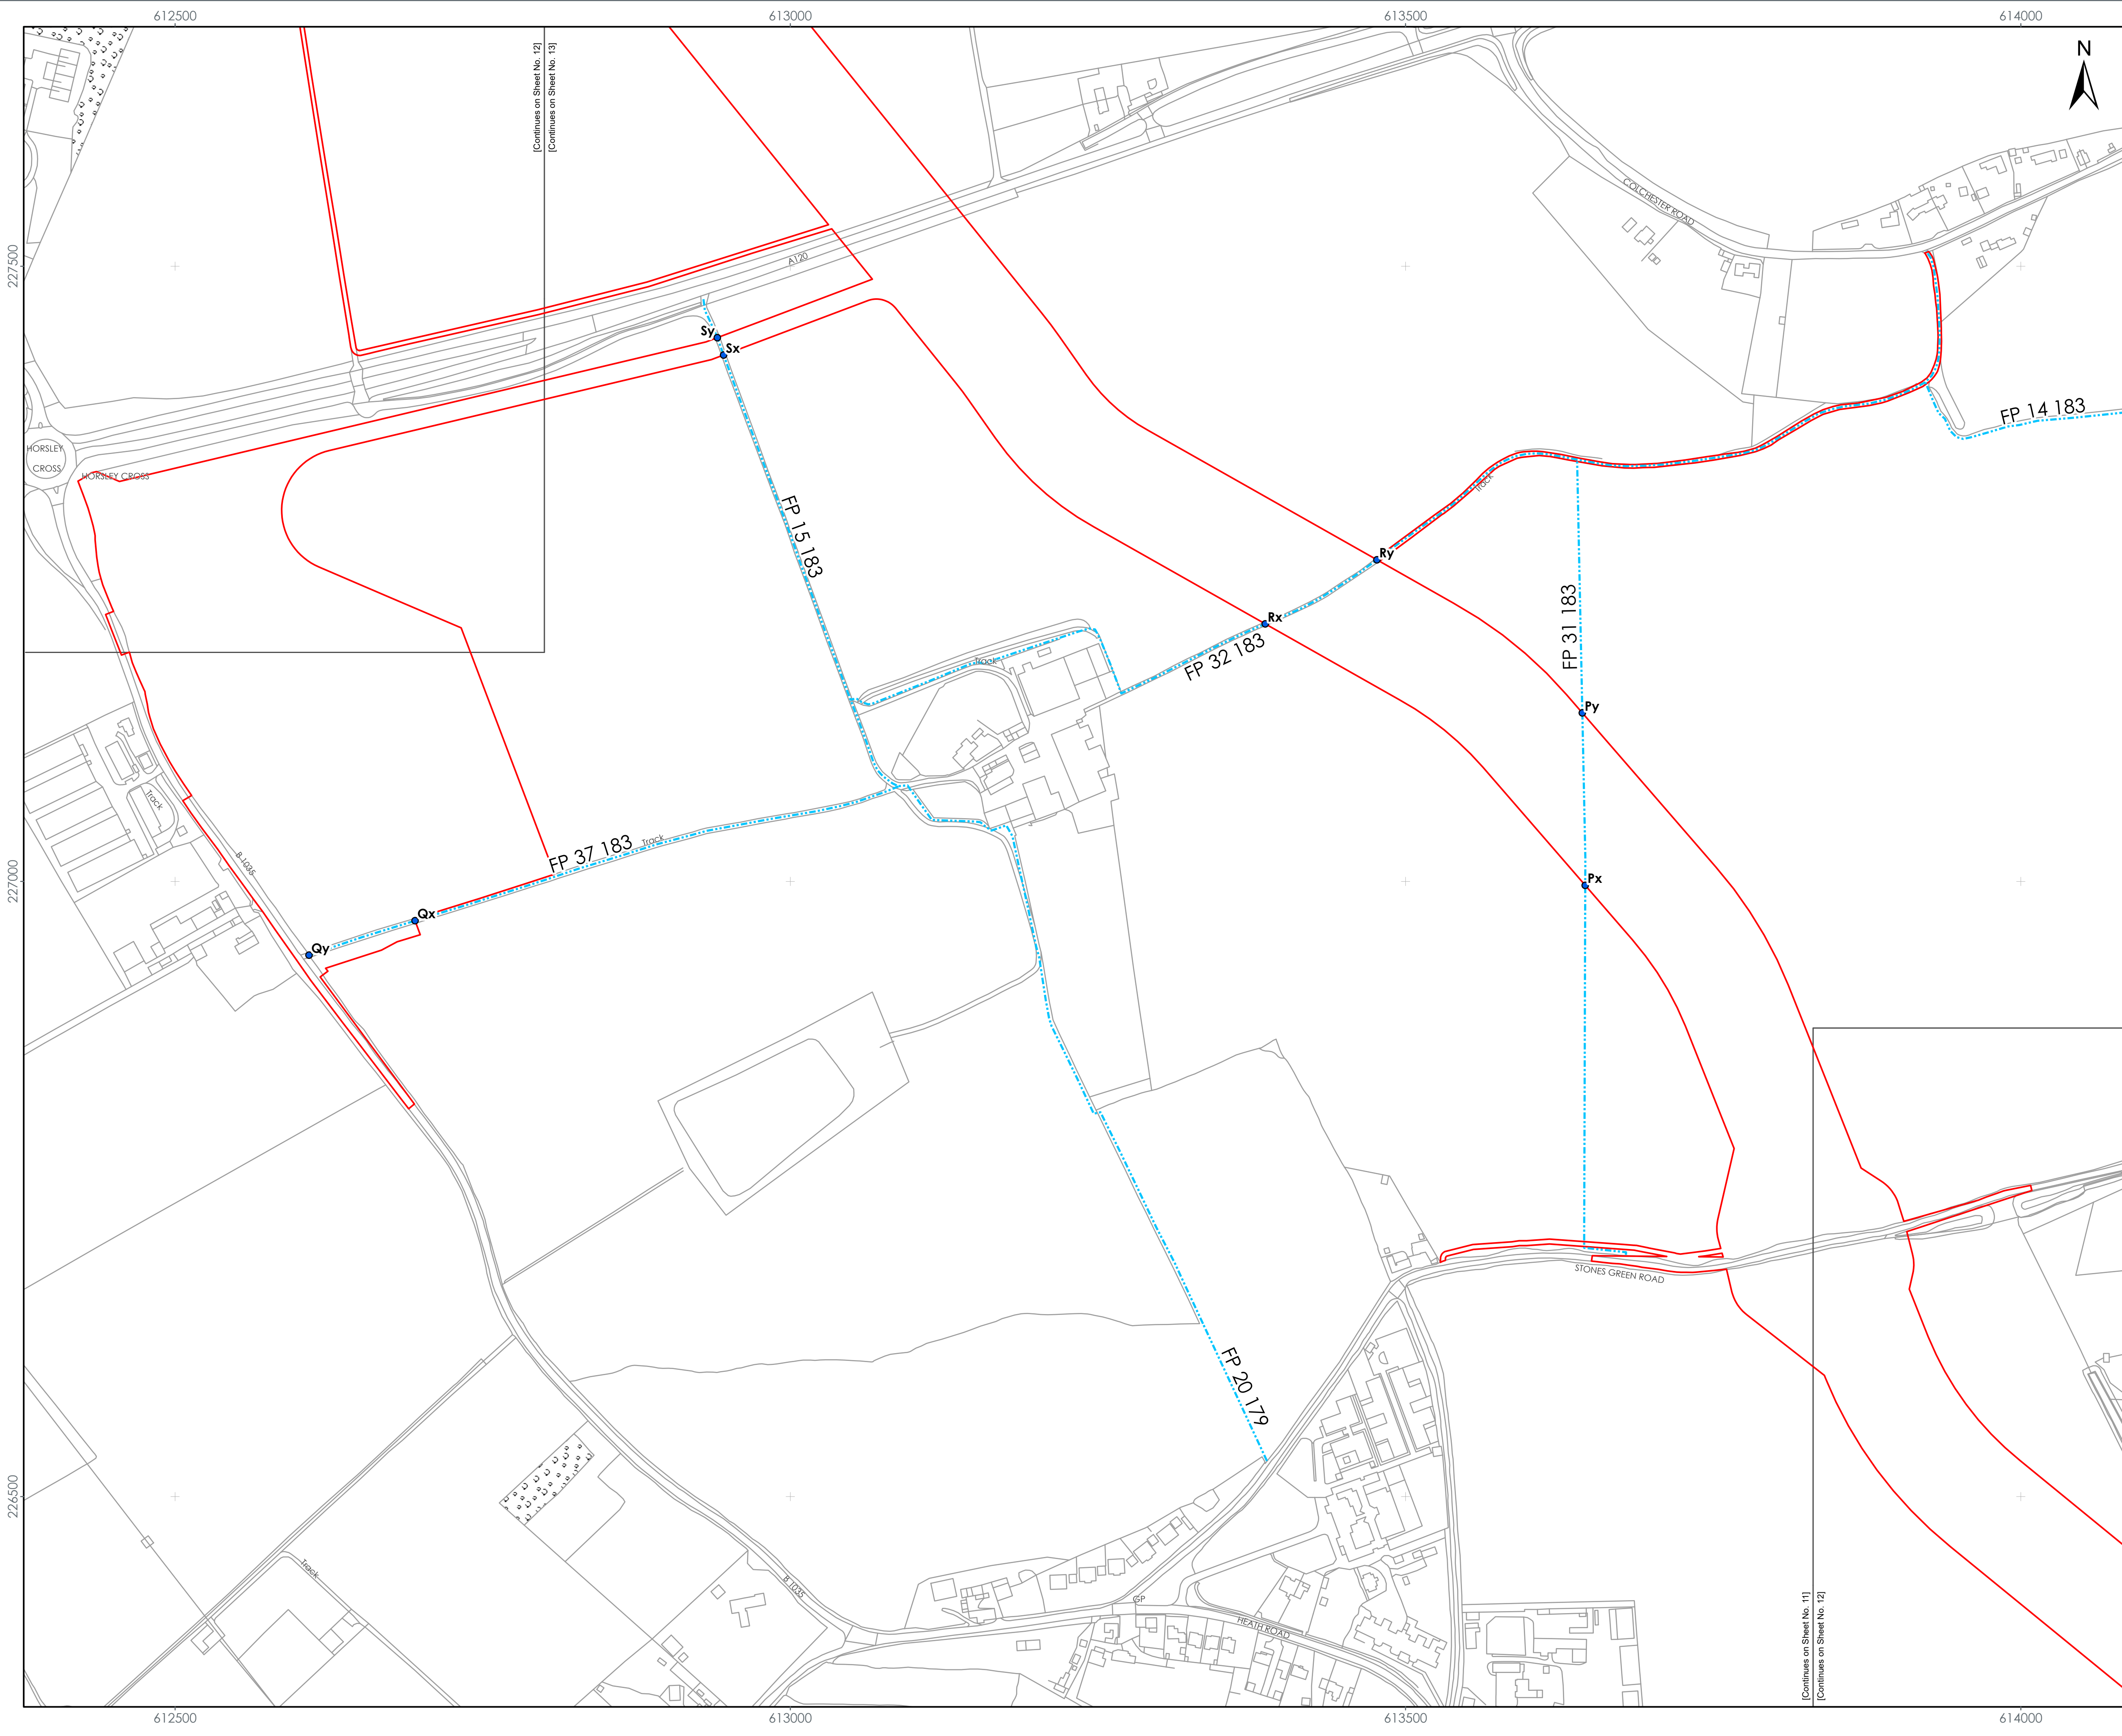 612500
613000
613500
614000
N
[Continues on Sheet No. 12]
[Continues on Sheet No. 13]
COLCHESTER ROAD
227500
A120
Sy
Sx
FP 14 183
HORSLEY
CROSS
HORSLEY CROSS
Track
FP 15 183
Ry
Rx
FP 31 183
FP 32 183
Track
Py
Track
FP 37 183
Track
B 1035
227000
Px
Qx
Qy
STONES GREEN ROAD
FP 20 179
226500
Track
B 1035
GP
HEATH ROAD
[Continues on Sheet No. 11]
[Continues on Sheet No. 12]
612500
613000
613500
614000